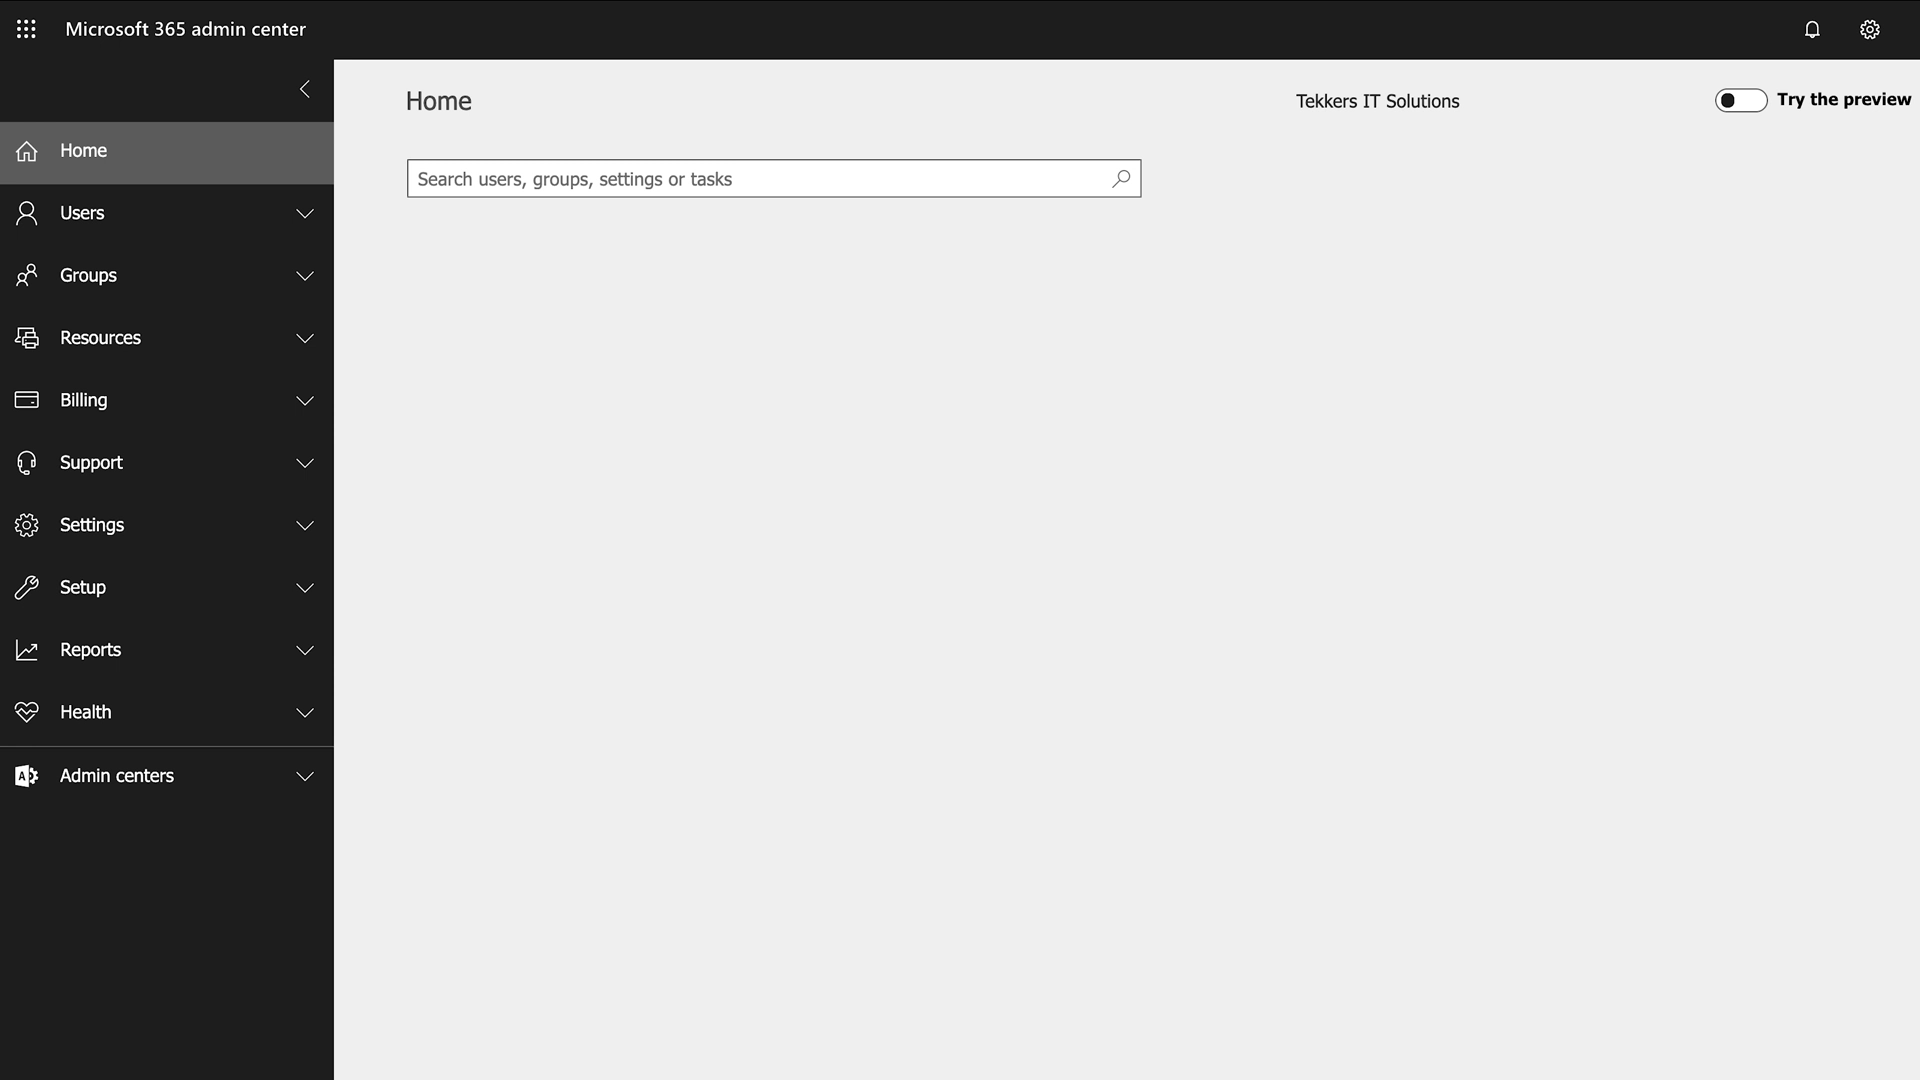 Microsoft 365 admin center
Home
Tekkers IT Solutions
Try the preview
Search users, groups, settings or tasks
Home
Users
Groups
Resources
Billing
Support
Settings
Setup
Reports
Health
Admin centers